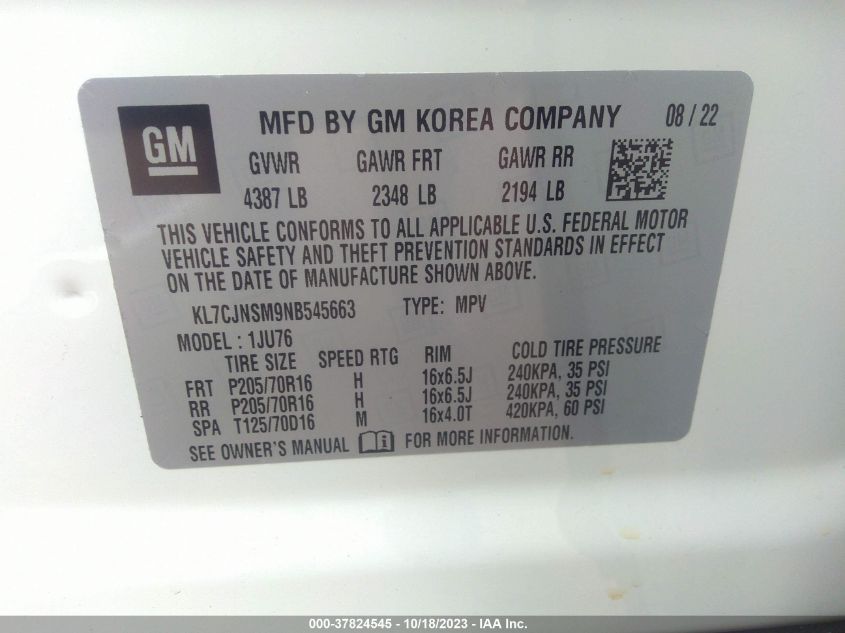 GM
MFD BY GM KOREA COMPANY 08 / 22
GVWR GAWR FRT GAWR RR
4387 LB 2348 LB 2194 LB
THIS VEHICLE CONFORMS TO ALL APPLICABLE U.S. FEDERAL MOTOR
VEHICLE SAFETY AND THEFT PREVENTION STANDARDS IN EFFECT
ON THE DATE OF MANUFACTURE SHOWN ABOVE.
KL7CJNSM9NB545663 TYPE: MPV
MODEL : 1JU76
TIRE SIZE SPEED RTG RIM COLD TIRE PRESSURE
FRT P205/70R16 H 16x6.5J 240KPA, 35 PSI
RR P205/70R16 H 16x6.5J 240KPA, 35 PSI
SPA T125/70D16 M 16x4.0T 420KPA, 60 PSI
SEE OWNER'S MANUAL i FOR MORE INFORMATION.
000-37824545 - 10/18/2023 - IAA Inc.